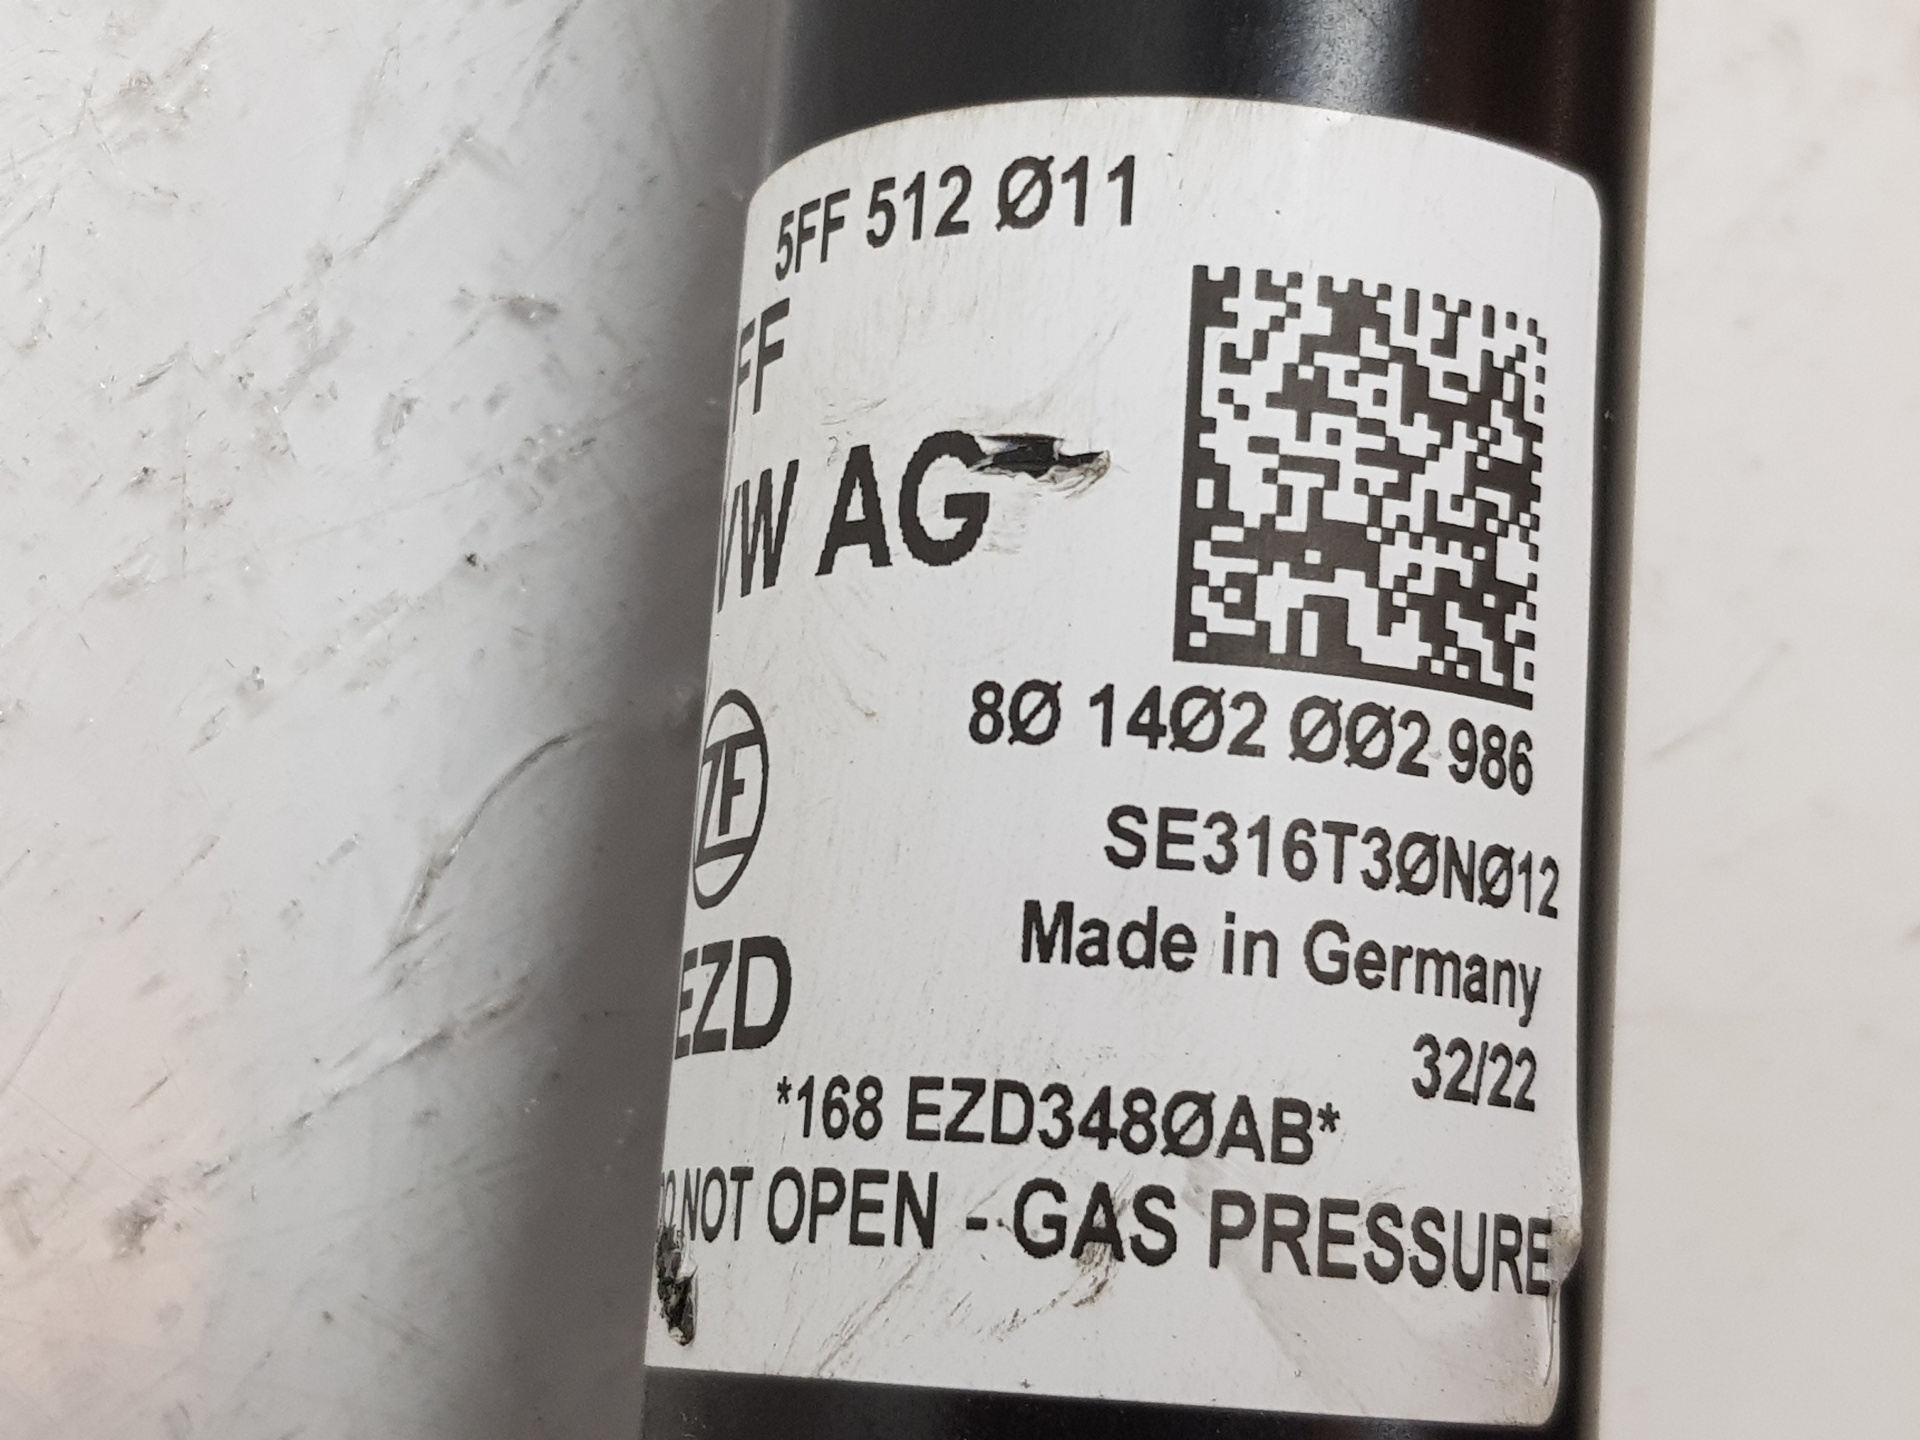 5FF 512 Ø11
FF
VW AG
8Ø 14Ø2 ØØ2 986
ZF
SE316T3ØNØ12
Made in Germany
EZD
32/22
*168 EZD348ØAB*
DO NOT OPEN - GAS PRESSURE